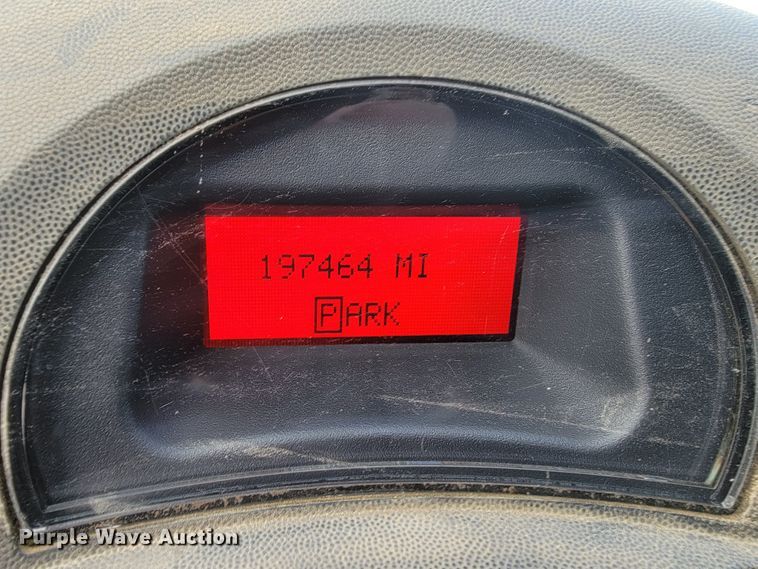 197464 MI
PARK
Purple Wave Auction